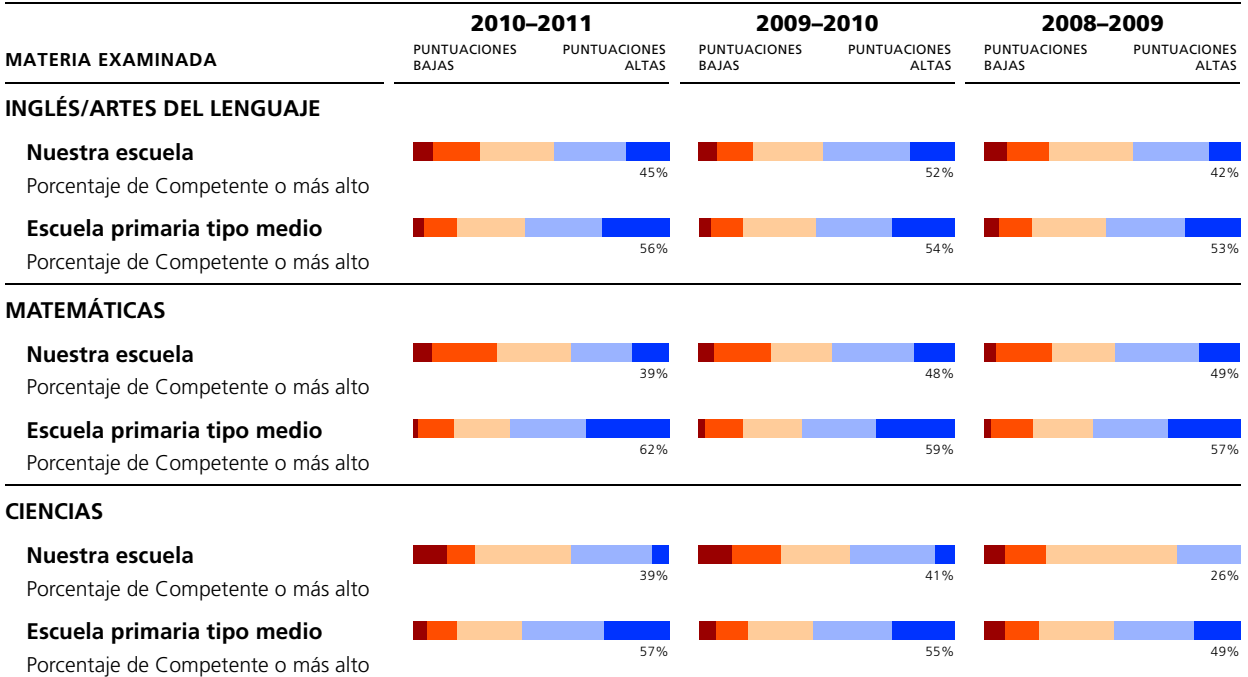 2010–2011 2009–2010 2008–2009
MATERIA EXAMINADA PUNTUACIONES BAJAS PUNTUACIONES ALTAS PUNTUACIONES BAJAS PUNTUACIONES ALTAS PUNTUACIONES BAJAS PUNTUACIONES ALTAS
INGLÉS/ARTES DEL LENGUAJE
Nuestra escuela
Porcentaje de Competente o más alto 45% 52% 42%
Escuela primaria tipo medio
Porcentaje de Competente o más alto 56% 54% 53%
MATEMÁTICAS
Nuestra escuela
Porcentaje de Competente o más alto 39% 48% 49%
Escuela primaria tipo medio
Porcentaje de Competente o más alto 62% 59% 57%
CIENCIAS
Nuestra escuela
Porcentaje de Competente o más alto 39% 41% 26%
Escuela primaria tipo medio
Porcentaje de Competente o más alto 57% 55% 49%